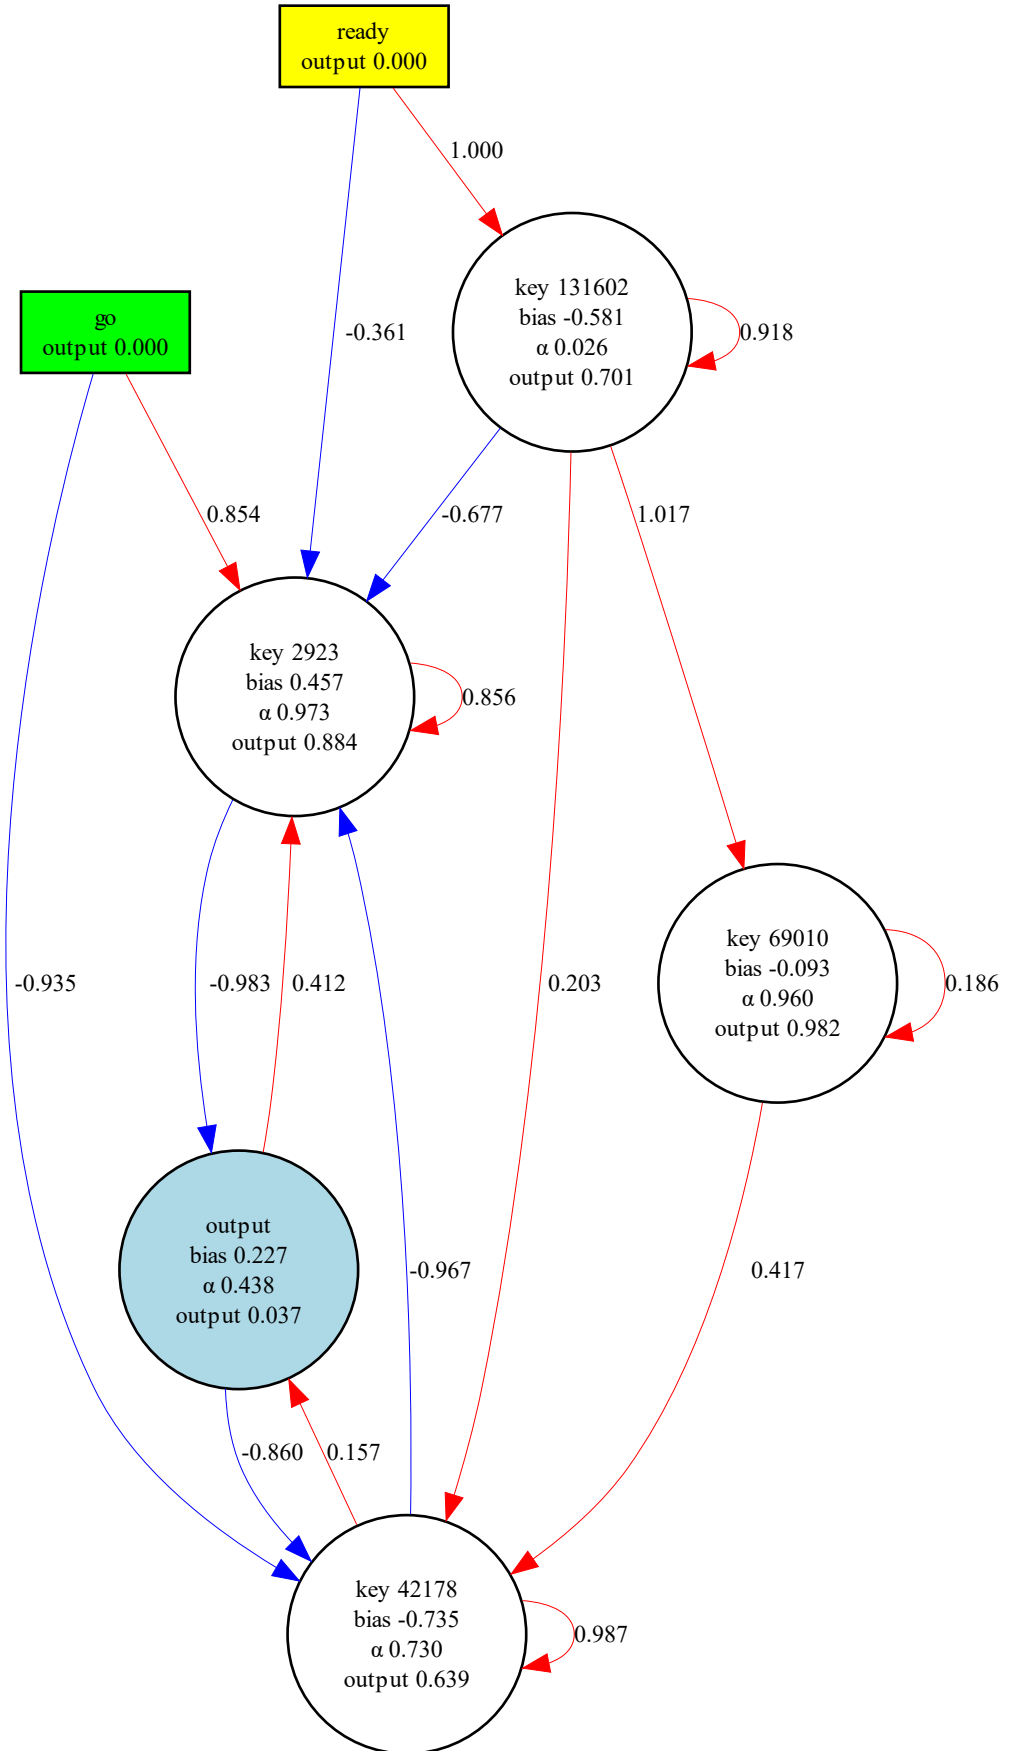 ready
output 0.000
1.000
key 131602
bias -0.581
α 0.026
output 0.701
0.918
go
output 0.000
-0.361
0.854
-0.677
1.017
key 2923
bias 0.457
α 0.973
output 0.884
0.856
key 69010
bias -0.093
α 0.960
output 0.982
0.186
-0.935
-0.983
0.412
0.203
output
bias 0.227
α 0.438
output 0.037
-0.967
0.417
-0.860
0.157
key 42178
bias -0.735
α 0.730
output 0.639
0.987